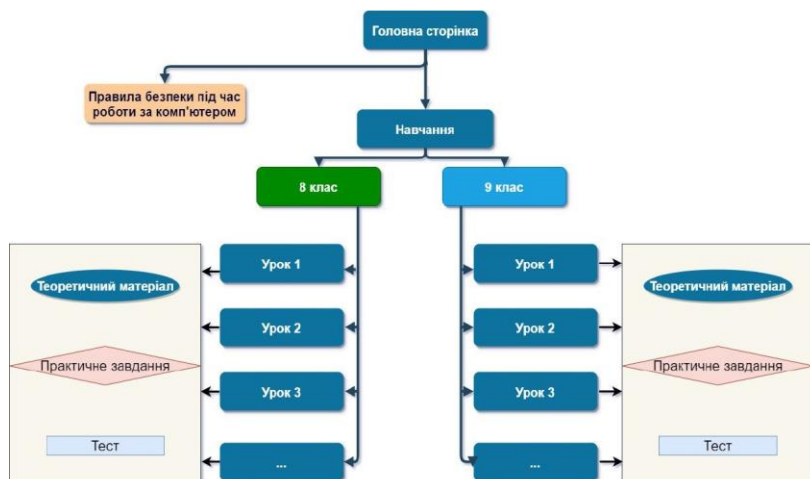 Головна сторінка
Правила безпеки під час
роботи за комп'ютером
Навчання
8 клас
9 клас
Теоретичний матеріал
Практичне завдання
Тест
Урок 1
Урок 2
Урок 3
...
Урок 1
Урок 2
Урок 3
...
Теоретичний матеріал
Практичне завдання
Тест